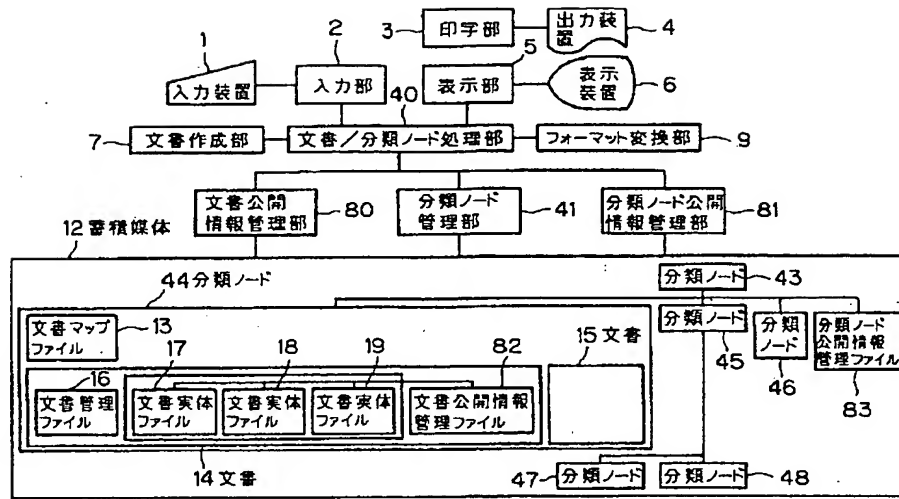 3
印字部
出力装
置
4
1
2
5
入力装置
入力部
表示部
表示
装置
6
40
7
文書作成部
文書／分類ノード処理部
フォーマット変換部
9
文書公開
情報管理部
80
分類ノード
管理部
41
分類ノード公開
情報管理部
81
12蓄積媒体
44分類ノード
分類ノード
43
文書マップ
ファイル
13
15文書
分類ノード
45
分類
ノード
46
分類ノード
公開情報
管理ファイル
83
16
17
18
19
82
文書管理
ファイル
文書実体
ファイル
文書実体
ファイル
文書実体
ファイル
文書公開情報
管理ファイル
14文書
47
分類ノード
分類ノード
48